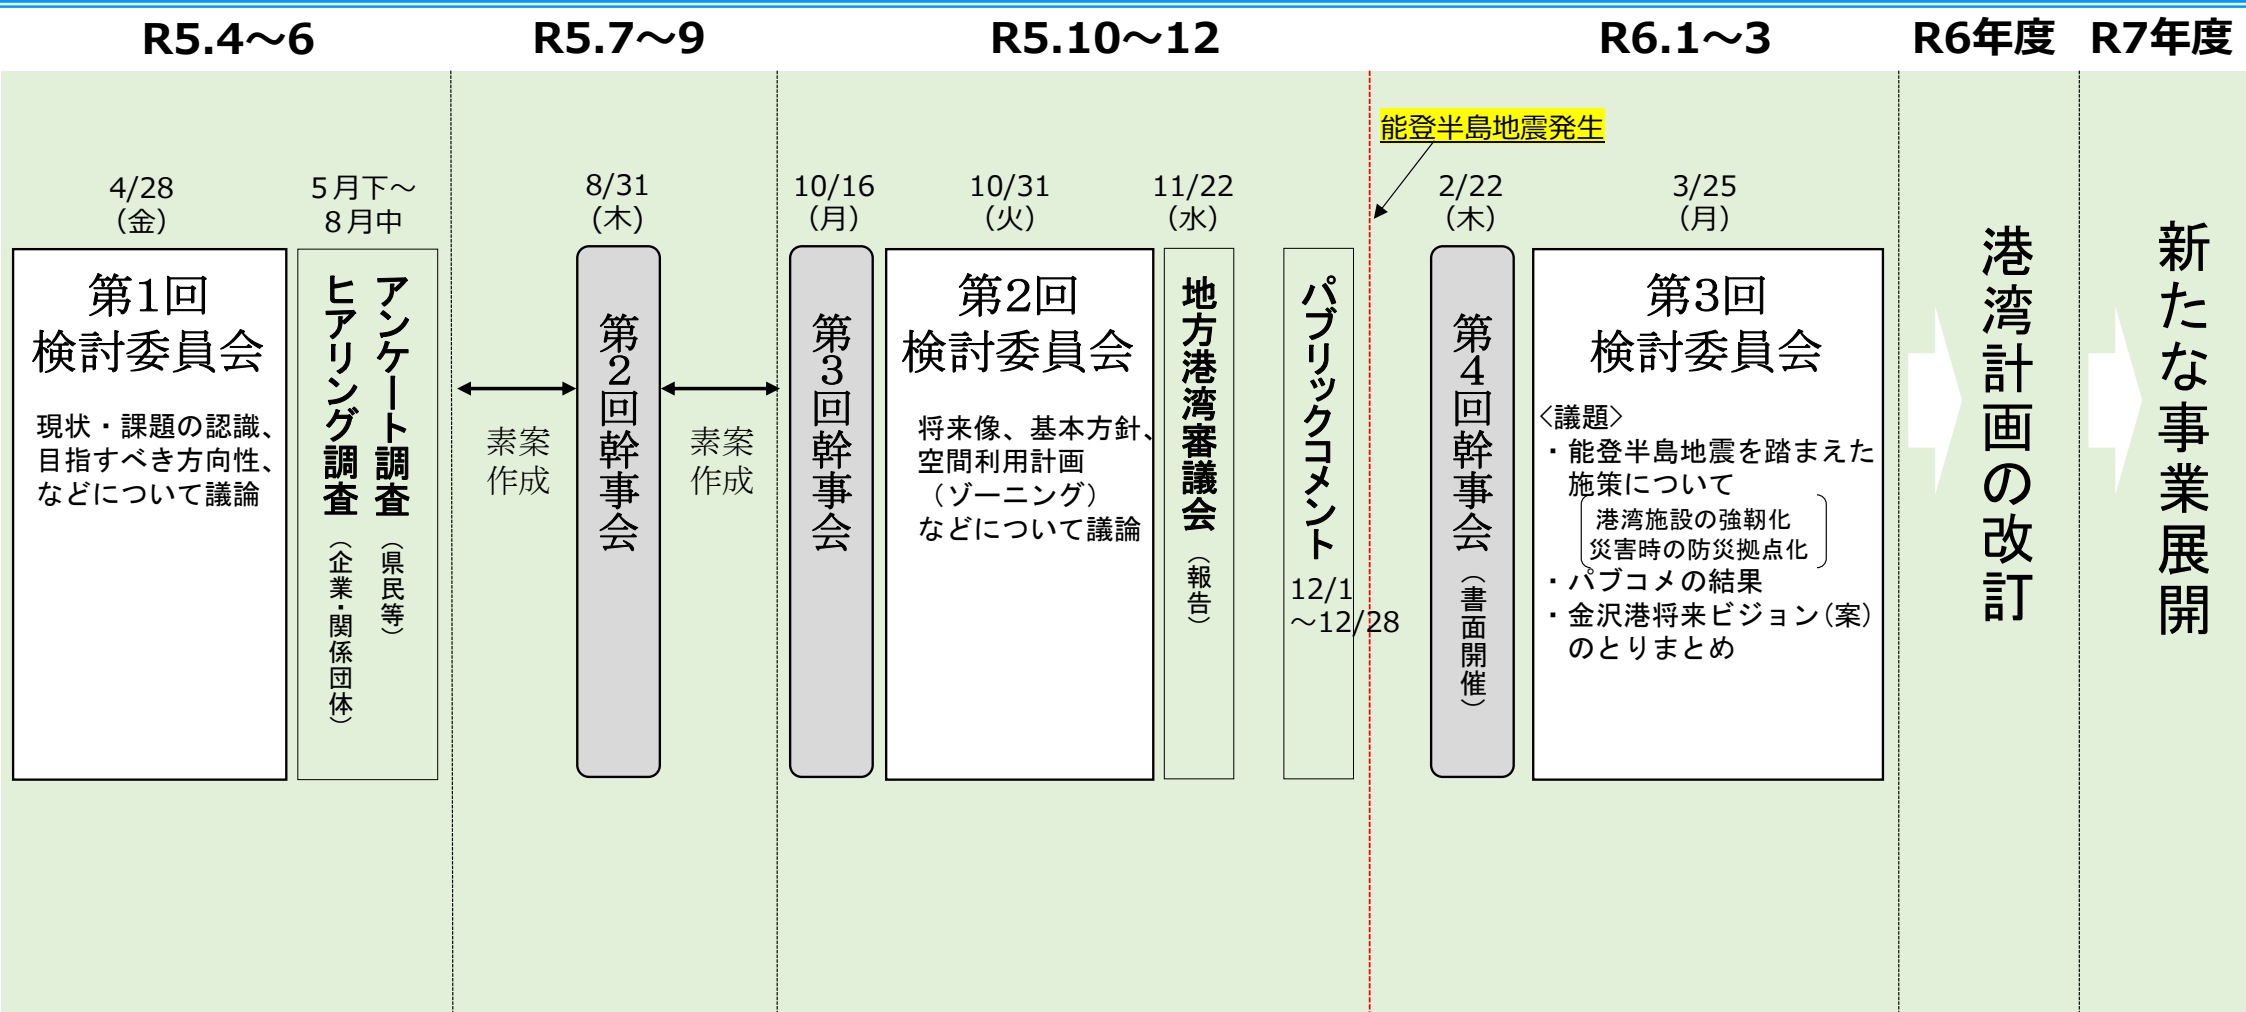 R5.4～6
R5.7～9
R5.10～12
R6.1～3
R6年度
R7年度
4/28
（金）
第1回
検討委員会
現状・課題の認識、
目指すべき方向性、
などについて議論
５月下～
８月中
アンケート調査（県民等）
ヒアリング調査（企業・関係団体）
素案
作成
8/31
（木）
第２回幹事会
素案
作成
10/16
（月）
第３回幹事会
10/31
（火）
第2回
検討委員会
将来像、基本方針、
空間利用計画
（ゾーニング）
などについて議論
11/22
（水）
地方港湾審議会（報告）
パブリックコメント
12/1
～12/28
能登半島地震発生
2/22
（木）
第４回幹事会（書面開催）
3/25
（月）
第3回
検討委員会
<議題>
・能登半島地震を踏まえた
施策について
港湾施設の強靭化
災害時の防災拠点化
・パブコメの結果
・金沢港将来ビジョン(案)
のとりまとめ
港湾計画の改訂
新たな事業展開